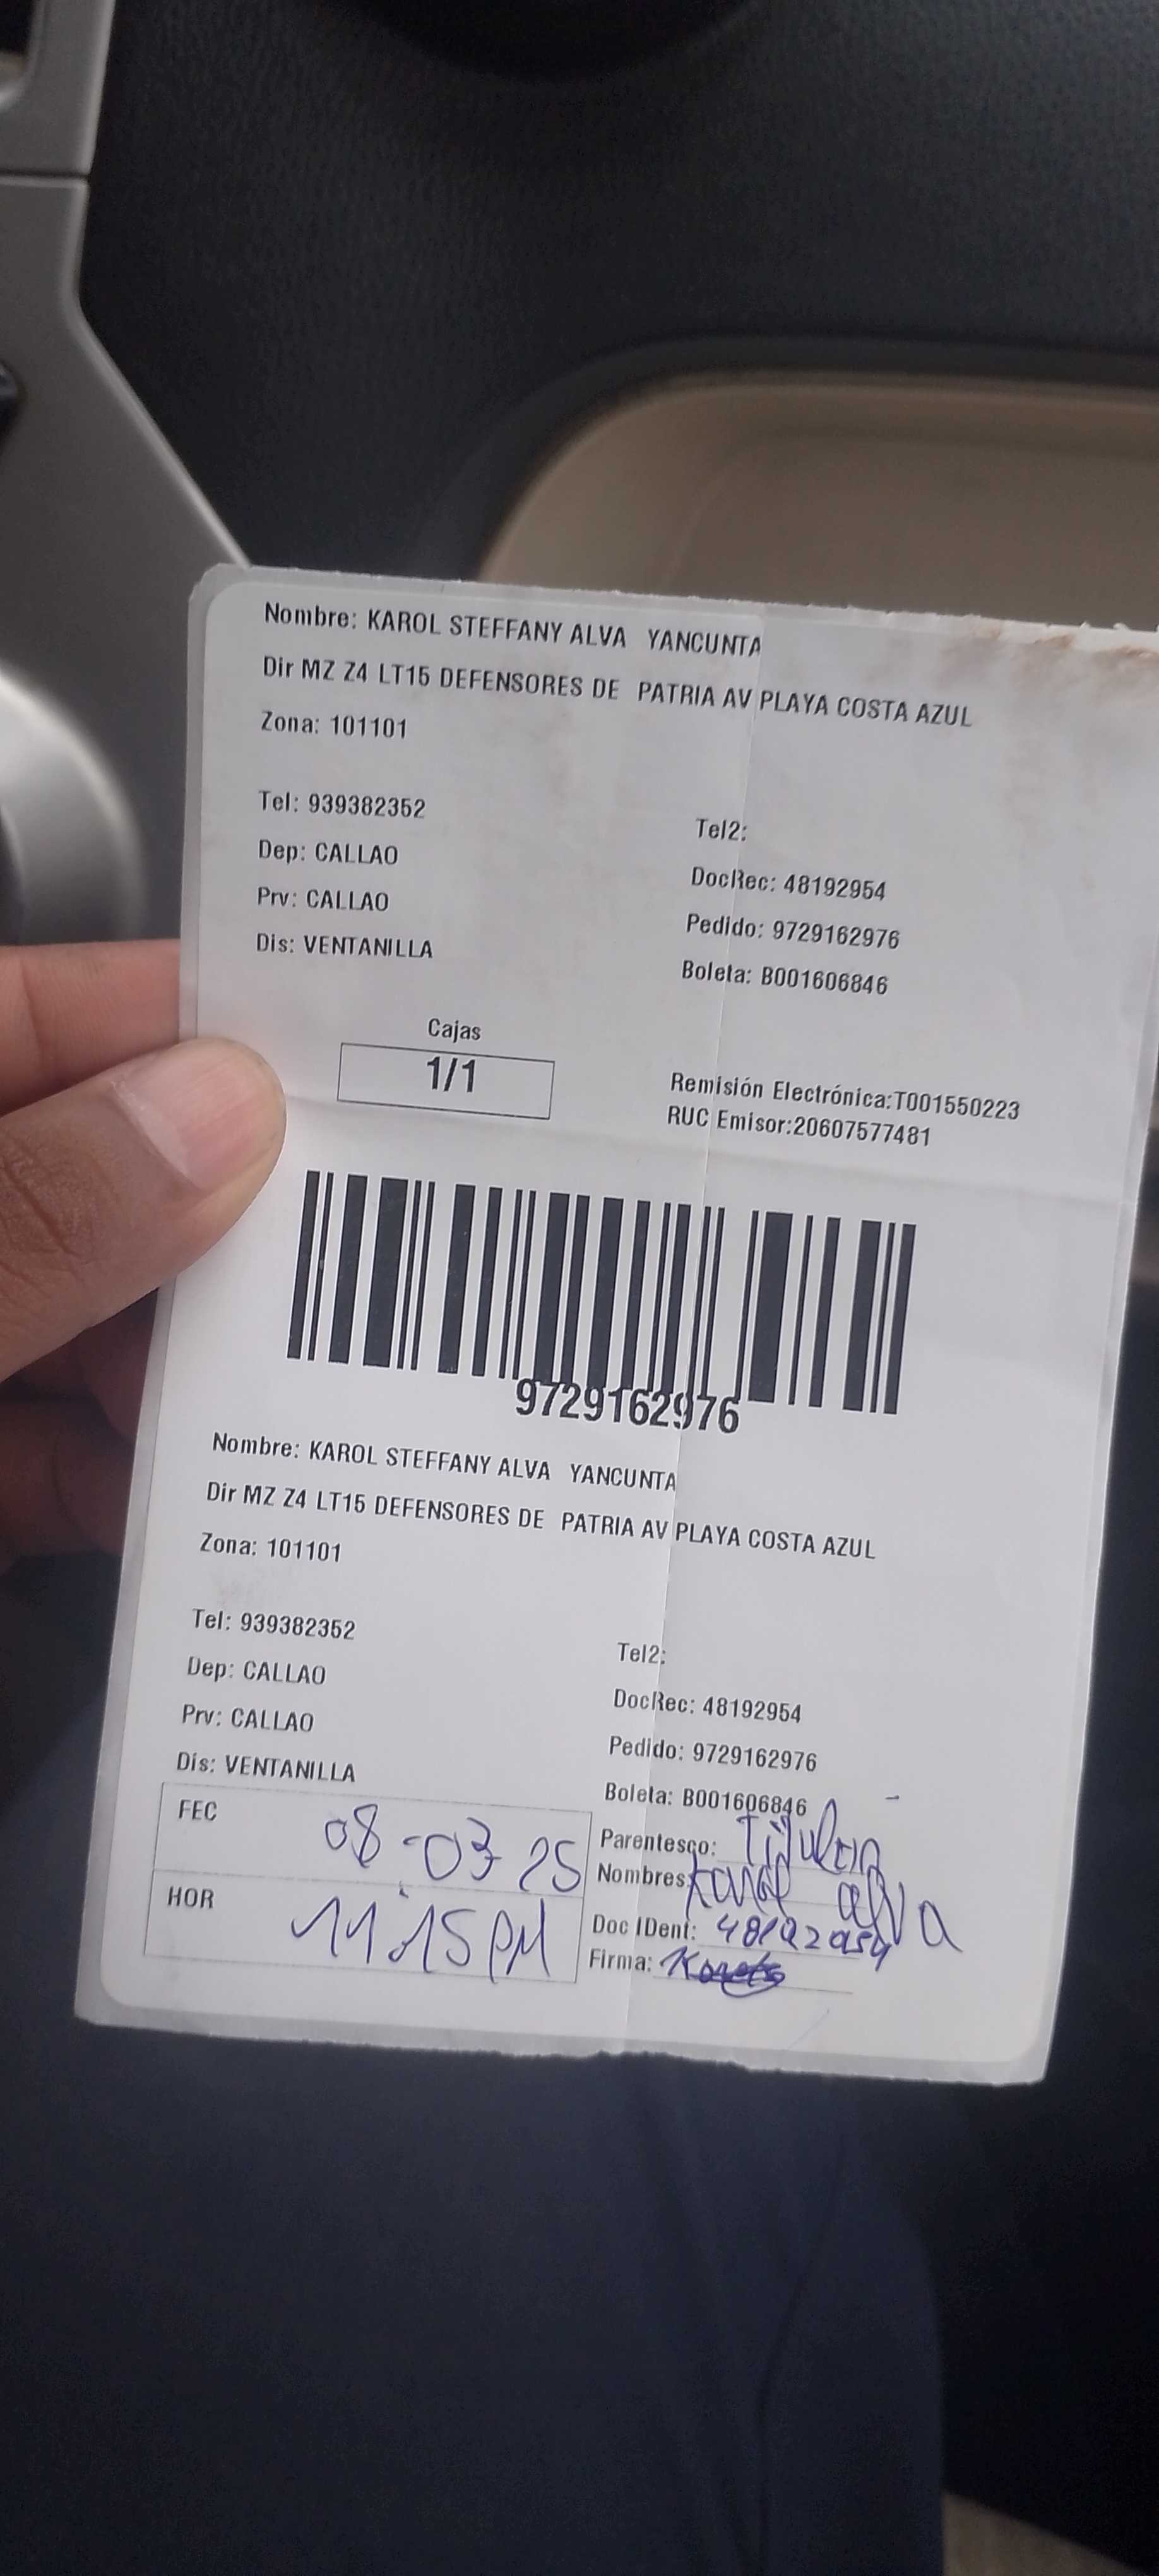 Nombre: KAROL STEFFANY ALVA YANCUNTA
Dir MZ Z4 LT15 DEFENSORES DE PATRIA AV PLAYA COSTA AZUL
Zona: 101101
Tel: 939382352
Tel2:
Dep: CALLAO
DocRec: 48192954
Prv: CALLAO
Pedido: 9729162976
Dis: VENTANILLA
Boleta: B001606846
Cajas
1/1
Remisión Electrónica:T001550223
RUC Emisor:20607577481
9729162976
Nombre: KAROL STEFFANY ALVA YANCUNTA
Dir MZ Z4 LT15 DEFENSORES DE PATRIA AV PLAYA COSTA AZUL
Zona: 101101
Tel: 939382352
Tel2:
Dep: CALLAO
DocRec: 48192954
Prv: CALLAO
Pedido: 9729162976
Dis: VENTANILLA
Boleta: B001606846
FEC 08-03 25
Parentesco: Titular
Nombres: Karol alva
HOR 11:15 PM
Doc IDent: 48192954
Firma: